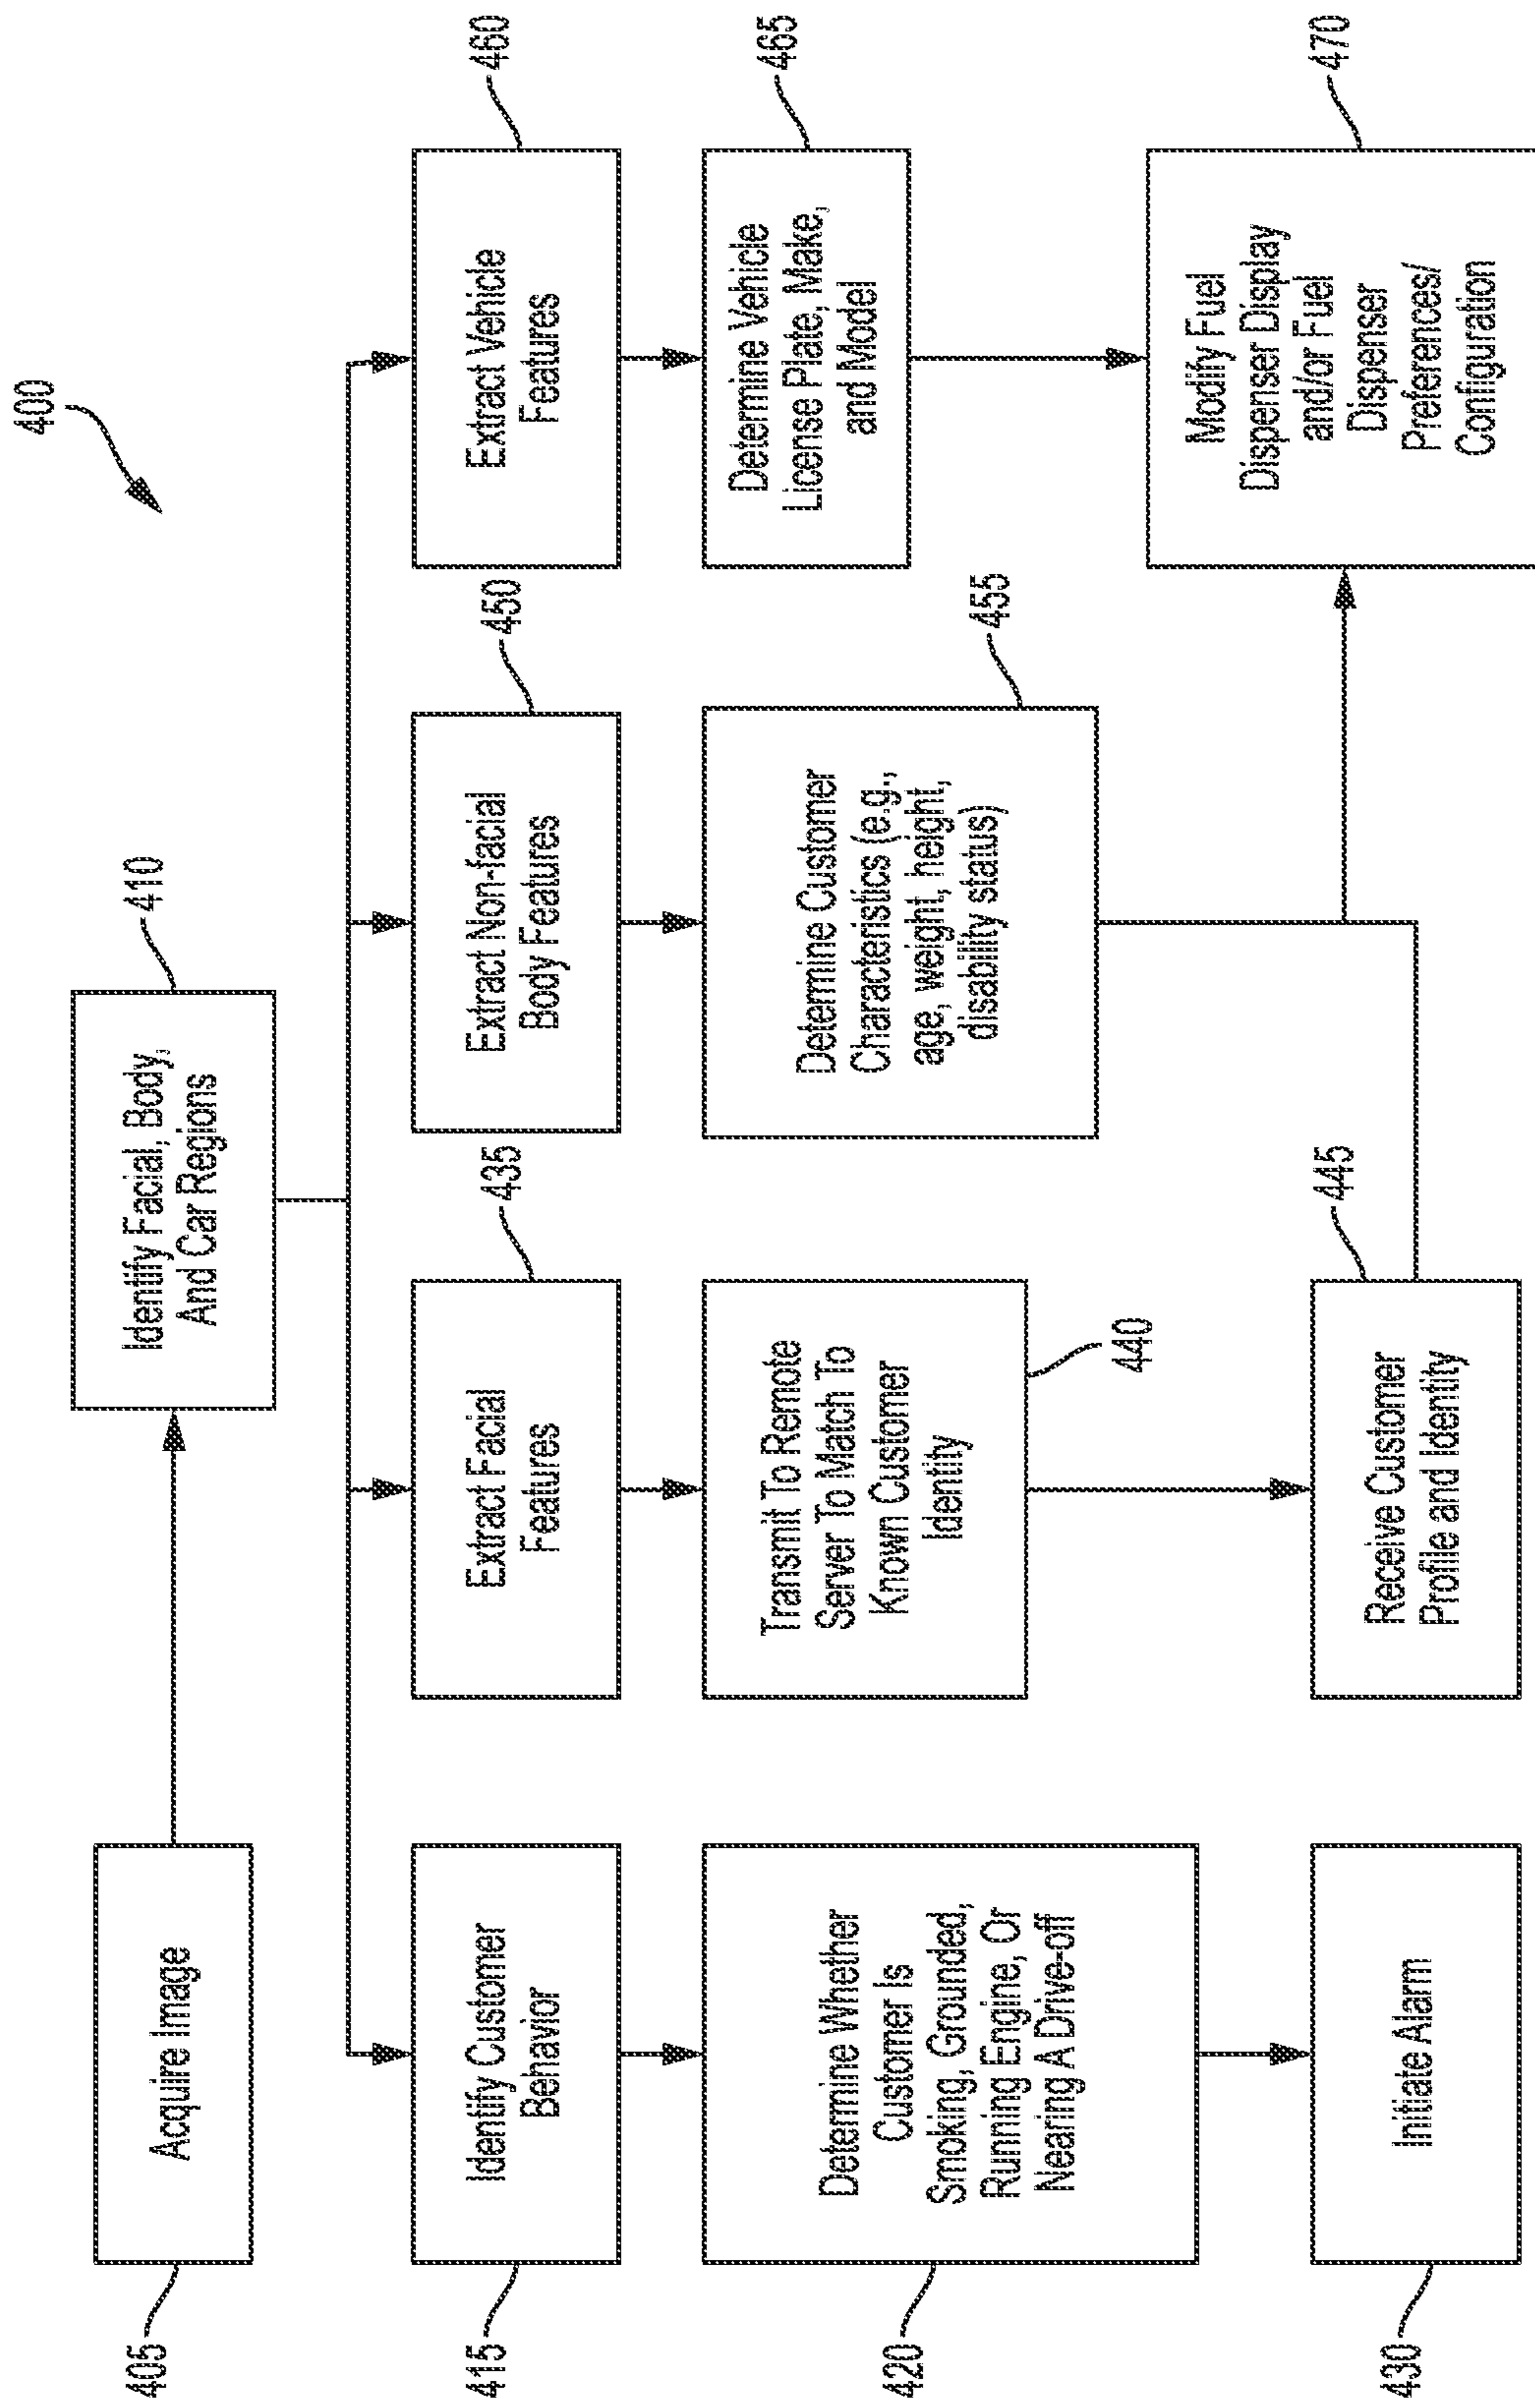 400
405
Acquire Image
410
Identify Facial, Body,
And Car Regions
415
Identify Customer
Behavior
420
Determine Whether
Customer Is
Smoking, Grounded,
Running Engine, Or
Nearing A Drive-off
430
Initiate Alarm
435
Extract Facial
Features
440
Transmit To Remote
Server To Match To
Known Customer
Identity
445
Receive Customer
Profile and Identity
450
Extract Non-facial
Body Features
455
Determine Customer
Characteristics (e.g.,
age, weight, height,
disability status)
460
Extract Vehicle
Features
465
Determine Vehicle
License Plate, Make,
and Model
470
Modify Fuel
Dispenser Display
and/or Fuel
Dispenser
Preferences/
Configuration